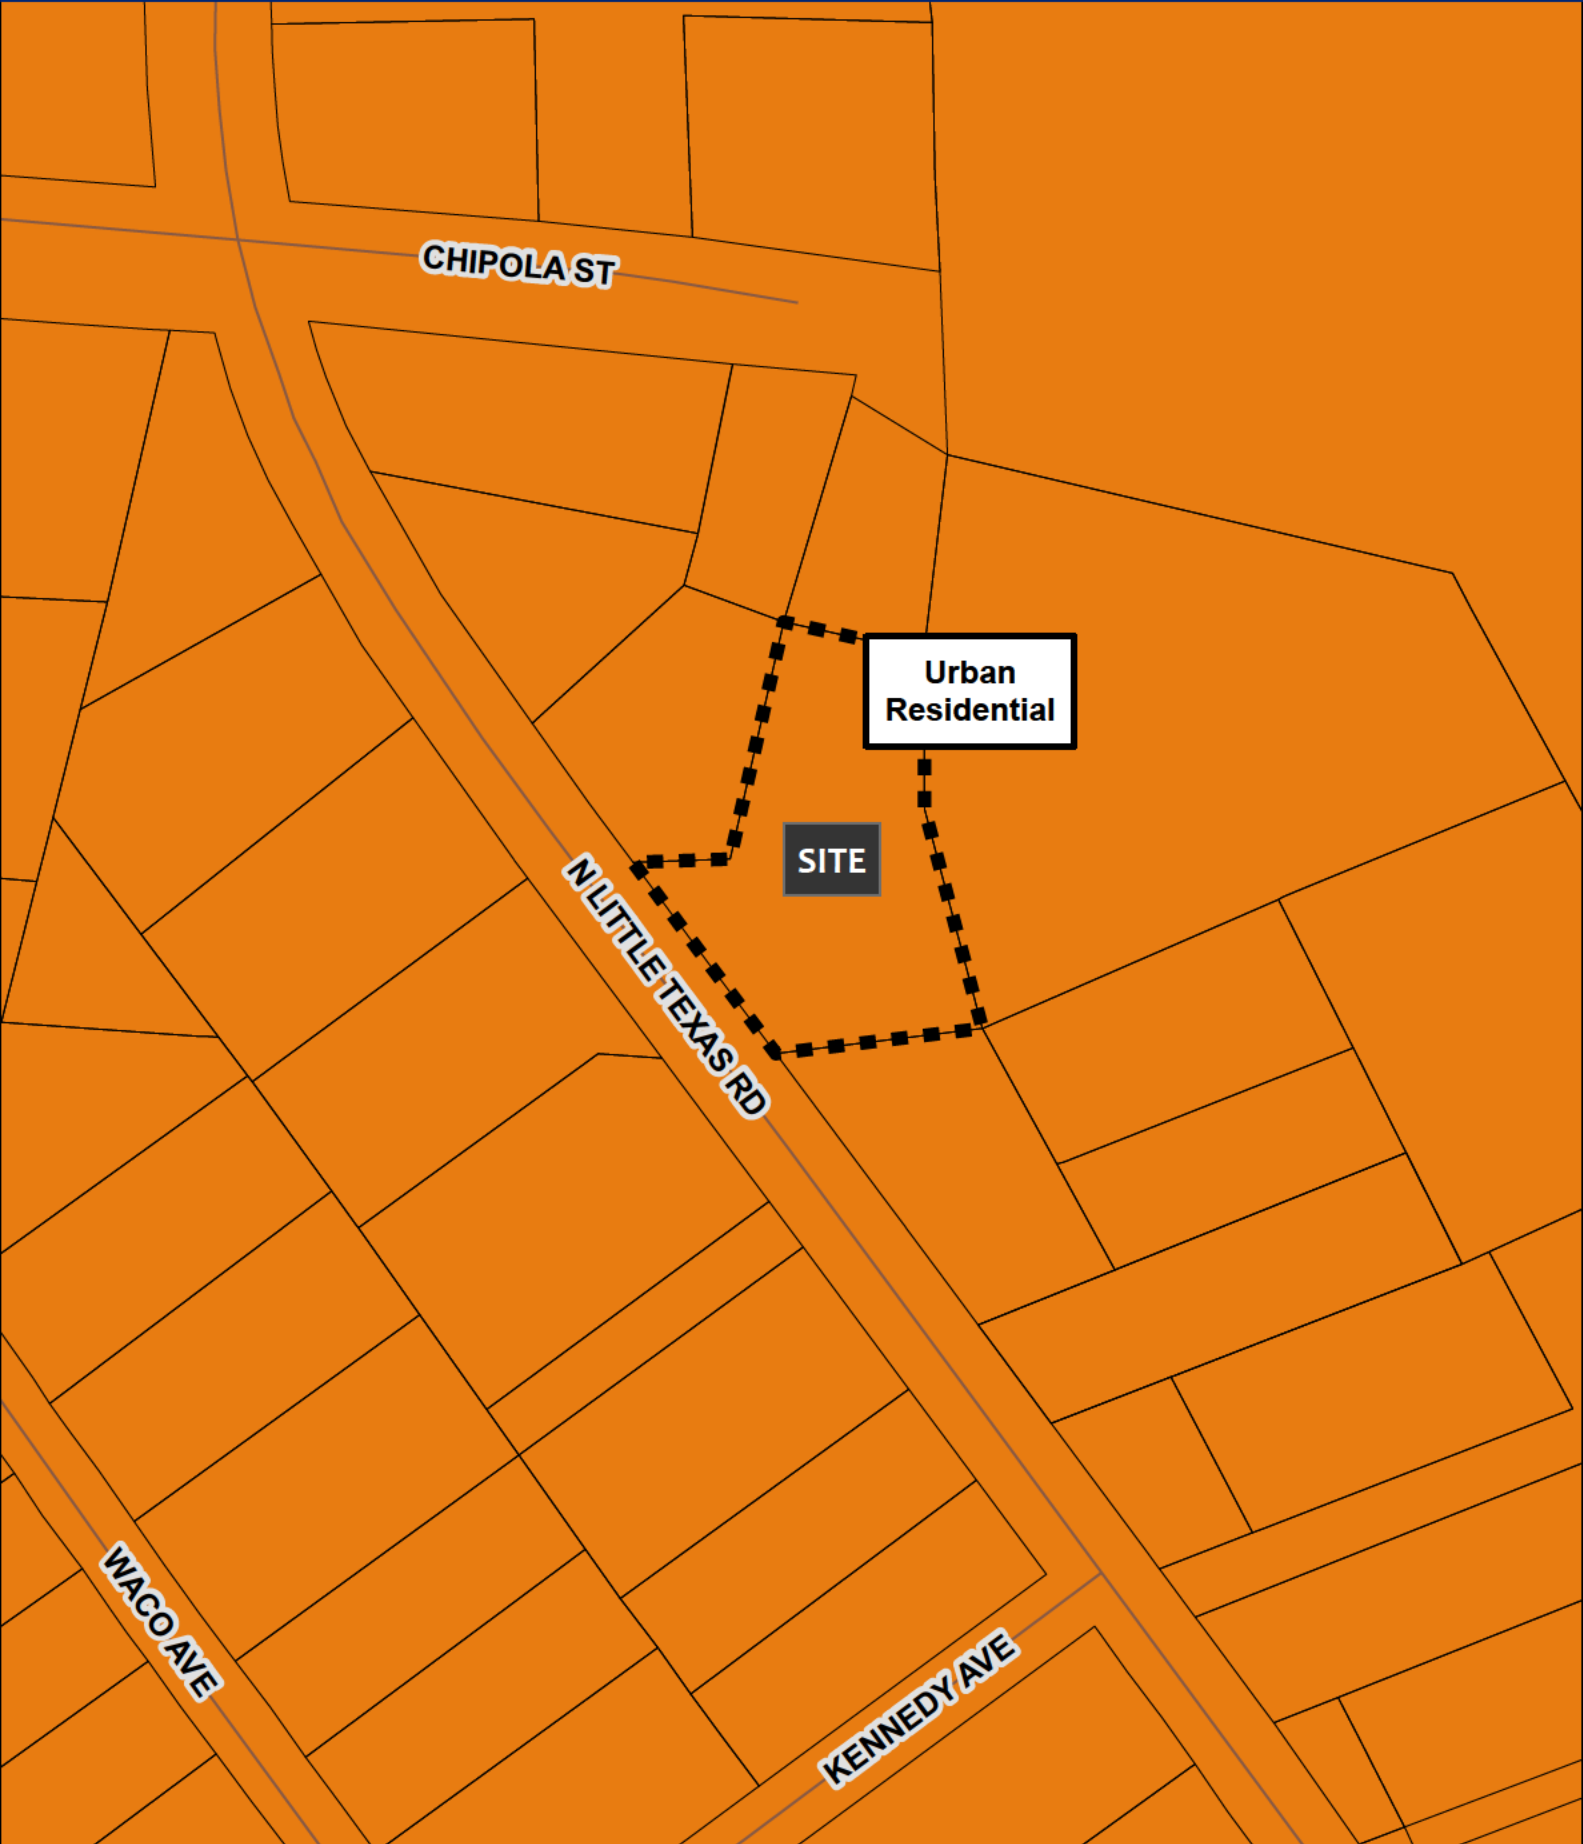 CHIPOLA ST
Urban
Residential
SITE
N LITTLE TEXAS RD
WACO AVE
KENNEDY AVE